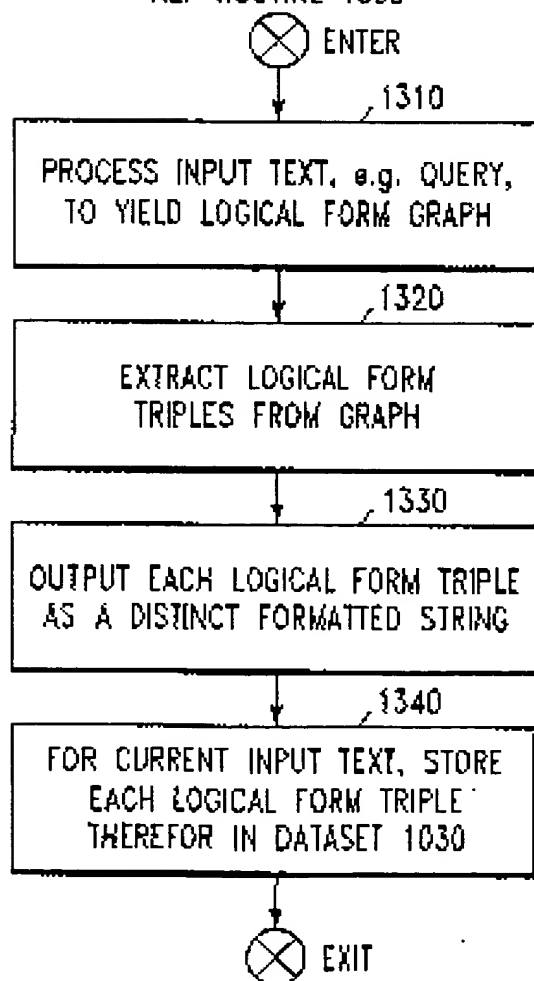 ENTER
1310
PROCESS INPUT TEXT, e.g. QUERY,
TO YIELD LOGICAL FORM GRAPH
1320
EXTRACT LOGICAL FORM
TRIPLES FROM GRAPH
1330
OUTPUT EACH LOGICAL FORM TRIPLE
AS A DISTINCT FORMATTED STRING
1340
FOR CURRENT INPUT TEXT, STORE
EACH LOGICAL FORM TRIPLE
THEREFOR IN DATASET 1030
EXIT